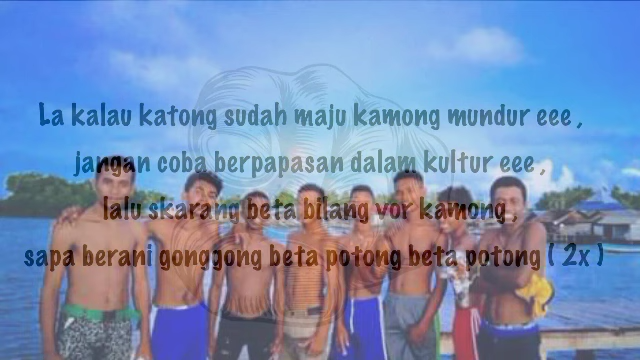 La kalau katong sudah maju kamong mundur eee ,
jangan coba berpapasan dalam kultur eee ,
lalu skarang beta bilang vor kamong ,
sapa berani gonggong beta potong beta potong ( 2x )